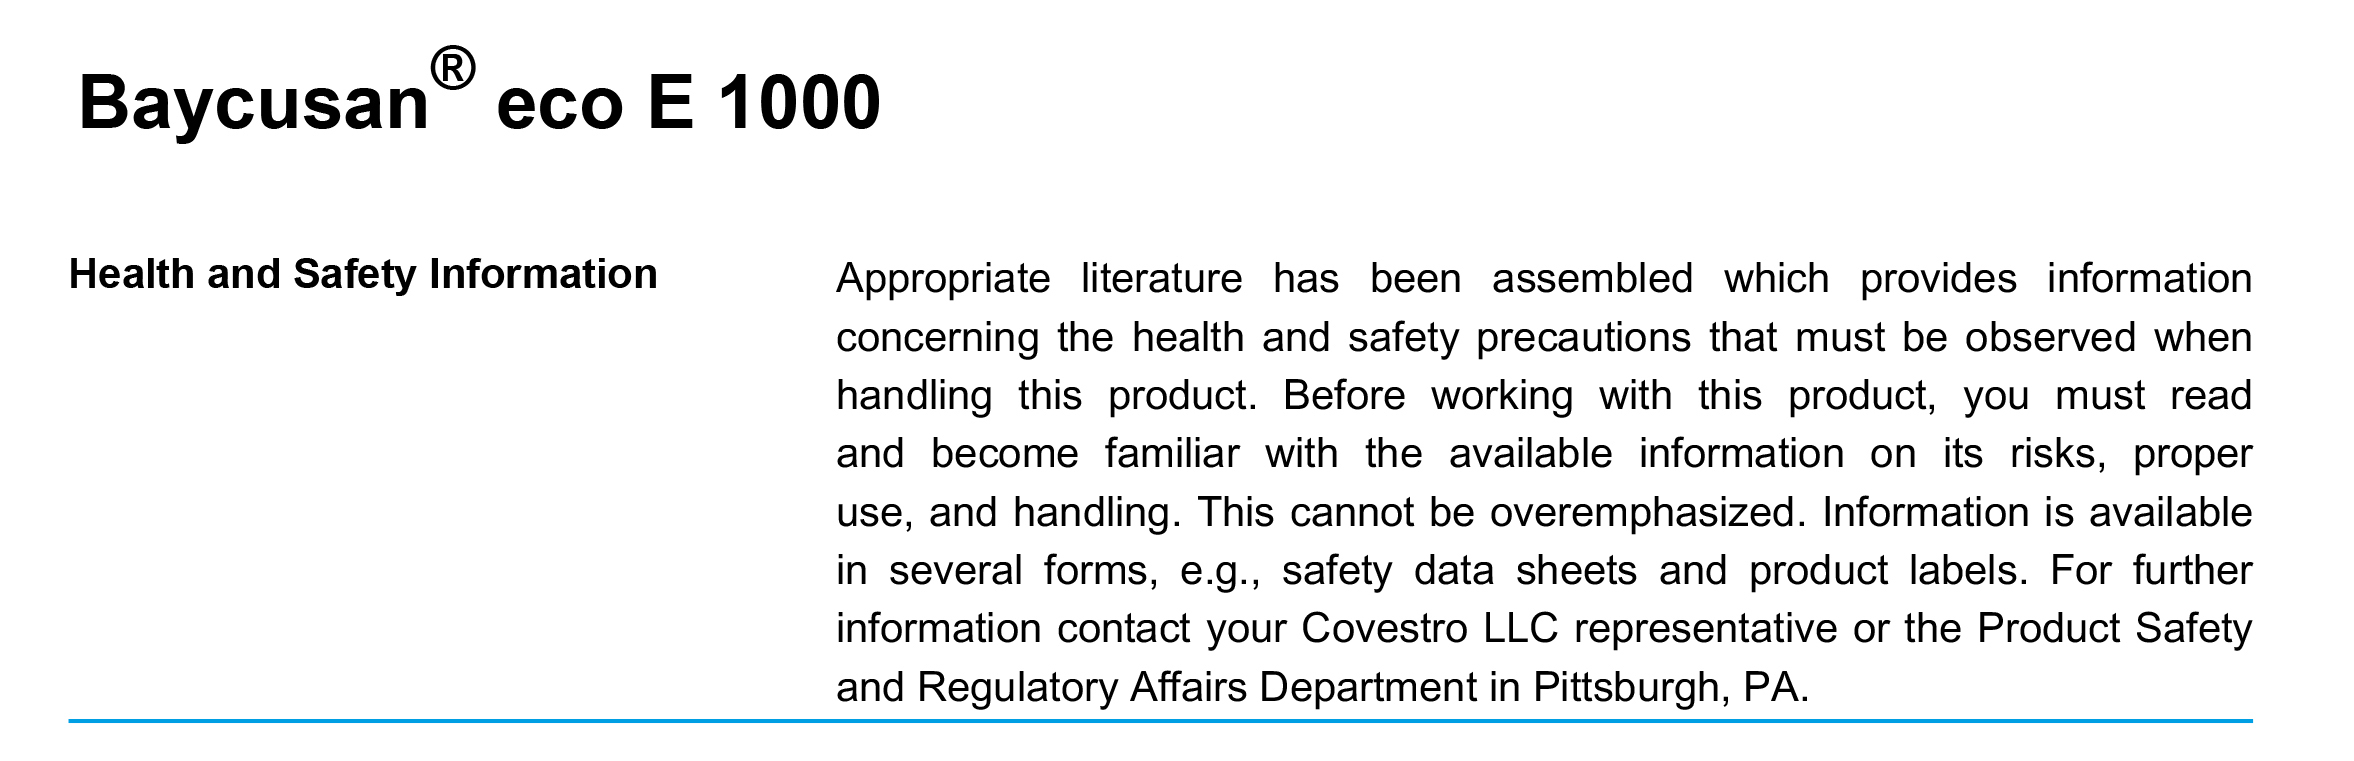 Baycusan® eco E 1000
Health and Safety Information
Appropriate literature has been assembled which provides information
concerning the health and safety precautions that must be observed when
handling this product. Before working with this product, you must read
and become familiar with the available information on its risks, proper
use, and handling. This cannot be overemphasized. Information is available
in several forms, e.g., safety data sheets and product labels. For further
information contact your Covestro LLC representative or the Product Safety
and Regulatory Affairs Department in Pittsburgh, PA.